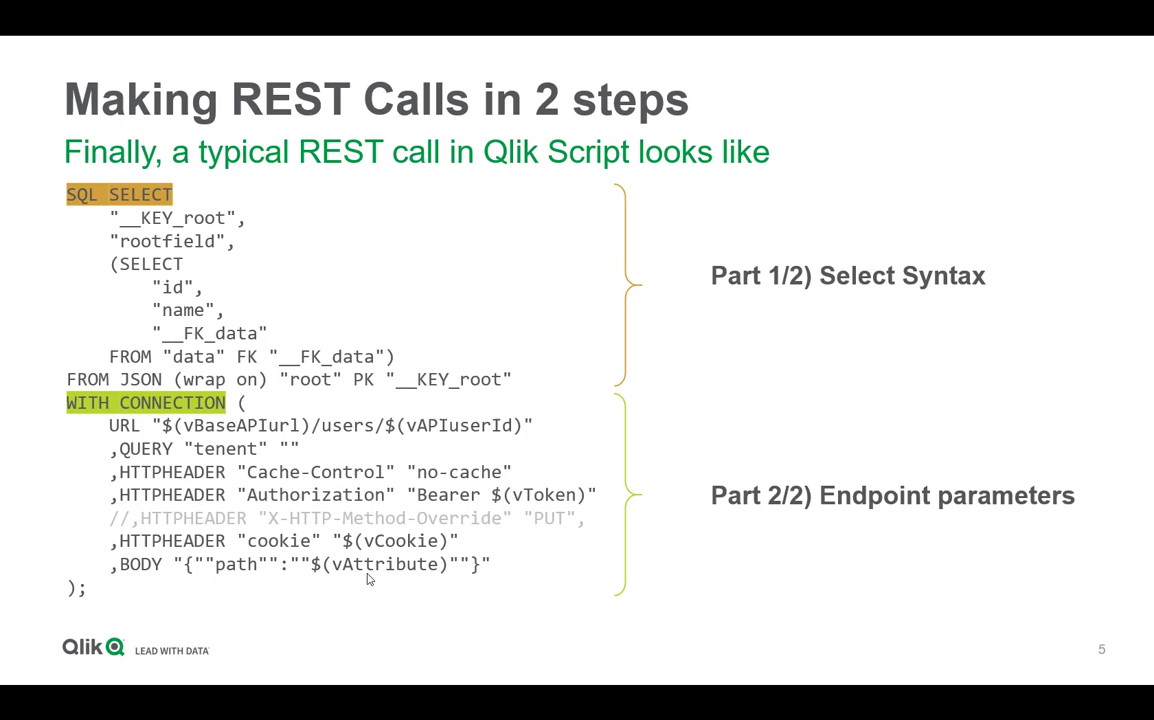 Making REST Calls in 2 steps
Finally, a typical REST call in Qlik Script looks like
SQL SELECT
"__KEY_root",
"rootfield",
(SELECT
"id",
"name",
"__FK_data"
FROM "data" FK "__FK_data")
FROM JSON (wrap on) "root" PK "__KEY_root"
Part 1/2) Select Syntax
WITH CONNECTION (
URL "$(vBaseAPIurl)/users/$(vAPIuserId)"
,QUERY "tenent" ""
,HTTPHEADER "Cache-Control" "no-cache"
,HTTPHEADER "Authorization" "Bearer $(vToken)"
//,HTTPHEADER "X-HTTP-Method-Override" "PUT",
,HTTPHEADER "cookie" "$(vCookie)"
,BODY "{""path"":""$(vAttribute)""}"
);
Part 2/2) Endpoint parameters
Qlik LEAD WITH DATA
5